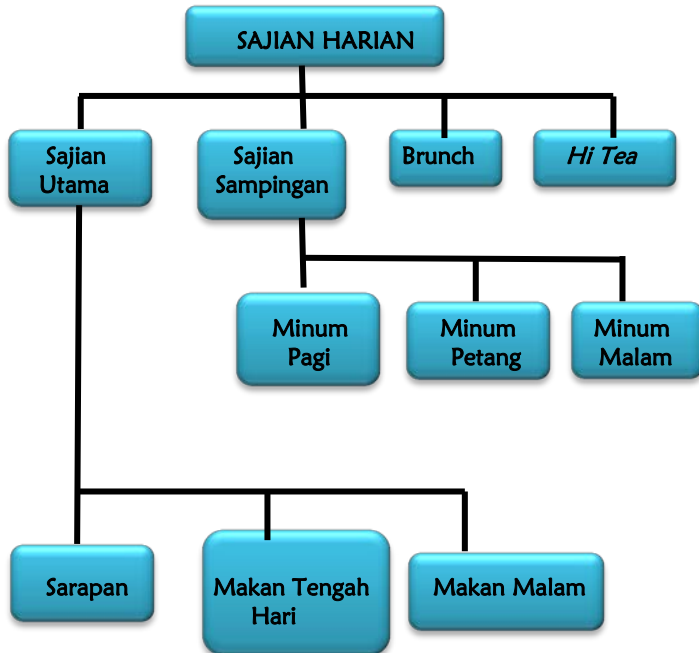 SAJIAN HARIAN
Sajian
Utama
Sajian
Sampingan
Brunch
Hi Tea
Minum
Pagi
Minum
Petang
Minum
Malam
Sarapan
Makan Tengah
Hari
Makan Malam